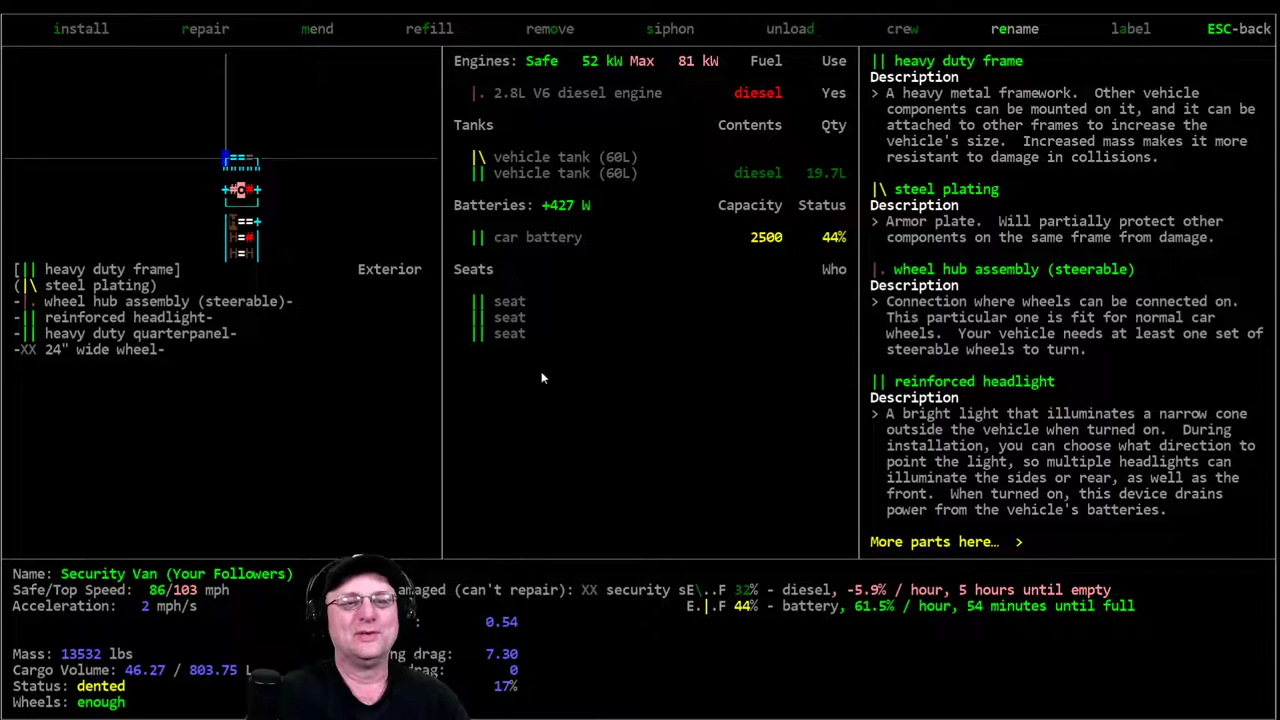 install repair mend refill remove siphon unload crew rename label ESC-back
Engines: Safe 52 kW Max 81 kW Fuel Use
|. 2.8L V6 diesel engine diesel Yes
Tanks Contents Qty
|\ vehicle tank (60L)
|| vehicle tank (60L) diesel 19.7L
Batteries: +427 W Capacity Status
|| car battery 2500 44%
Seats Who
|| seat
|| seat
|| seat
[|| heavy duty frame] Exterior
(|\ steel plating)
-|. wheel hub assembly (steerable)-
-|| reinforced headlight-
-|| heavy duty quarterpanel-
-XX 24" wide wheel-
|| heavy duty frame
Description
> A heavy metal framework. Other vehicle
components can be mounted on it, and it can be
attached to other frames to increase the
vehicle's size. Increased mass makes it more
resistant to damage in collisions.
|\ steel plating
Description
> Armor plate. Will partially protect other
components on the same frame from damage.
|. wheel hub assembly (steerable)
Description
> Connection where wheels can be connected on.
This particular one is fit for normal car
wheels. Your vehicle needs at least one set of
steerable wheels to turn.
|| reinforced headlight
Description
> A bright light that illuminates a narrow cone
outside the vehicle when turned on. During
installation, you can choose what direction to
point the light, so multiple headlights can
illuminate the sides or rear, as well as the
front. When turned on, this device drains
power from the vehicle's batteries.
More parts here… >
Name: Security Van (Your Followers)
Safe/Top Speed: 86/103 mph
Acceleration: 2 mph/s
Mass: 13532 lbs
Cargo Volume: 46.27 / 803.75 L
Status: dented
Wheels: enough
amaged (can't repair): XX security s
0.54
ng drag: 7.30
drag: 0
17%
E\..F 32% - diesel, -5.9% / hour, 5 hours until empty
E.|.F 44% - battery, 61.5% / hour, 54 minutes until full